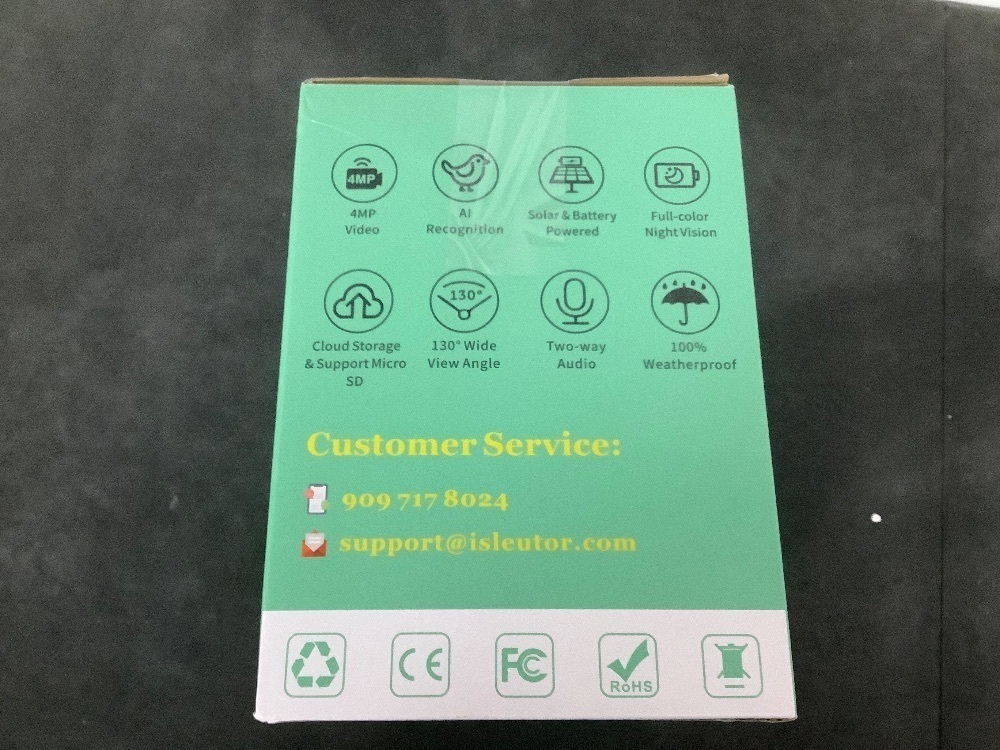 4MP
4MP
Video
AI
Recognition
Solar & Battery
Powered
Full-color
Night Vision
Cloud Storage
& Support Micro
SD
130°
130° Wide
View Angle
Two-way
Audio
100%
Weatherproof
Customer Service:
909 717 8024
support@isleutor.com
CE
FC
RoHS